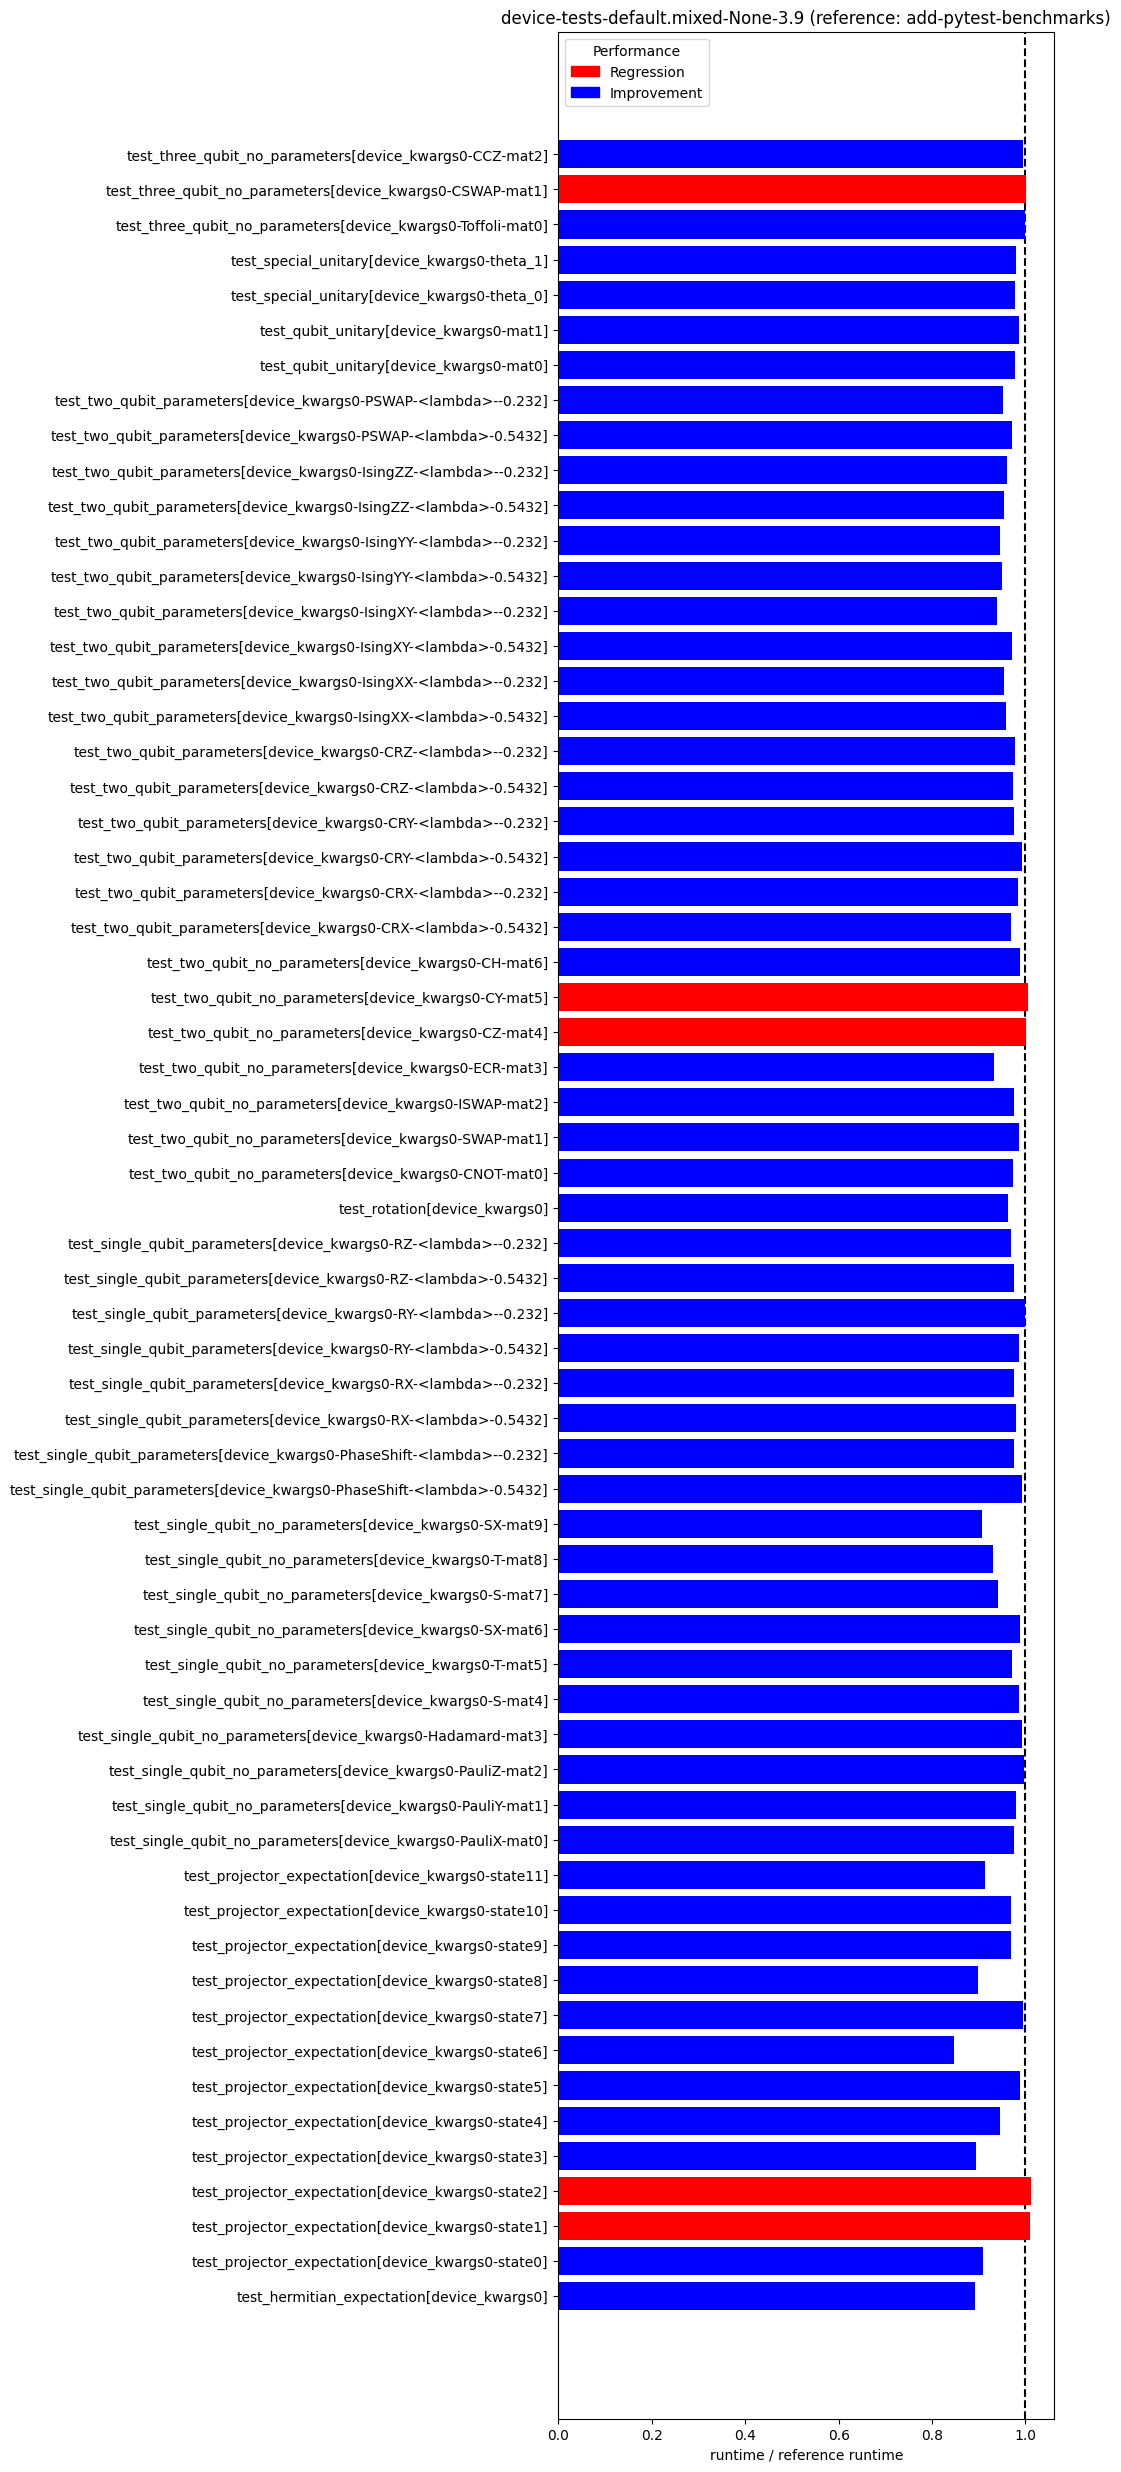 device-tests-default.mixed-None-3.9 (reference: add-pytest-benchmarks)
Performance
Regression
Improvement
test_three_qubit_no_parameters[device_kwargs0-CCZ-mat2]
test_three_qubit_no_parameters[device_kwargs0-CSWAP-mat1]
test_three_qubit_no_parameters[device_kwargs0-Toffoli-mat0]
test_special_unitary[device_kwargs0-theta_1]
test_special_unitary[device_kwargs0-theta_0]
test_qubit_unitary[device_kwargs0-mat1]
test_qubit_unitary[device_kwargs0-mat0]
test_two_qubit_parameters[device_kwargs0-PSWAP-<lambda>--0.232]
test_two_qubit_parameters[device_kwargs0-PSWAP-<lambda>-0.5432]
test_two_qubit_parameters[device_kwargs0-IsingZZ-<lambda>--0.232]
test_two_qubit_parameters[device_kwargs0-IsingZZ-<lambda>-0.5432]
test_two_qubit_parameters[device_kwargs0-IsingYY-<lambda>--0.232]
test_two_qubit_parameters[device_kwargs0-IsingYY-<lambda>-0.5432]
test_two_qubit_parameters[device_kwargs0-IsingXY-<lambda>--0.232]
test_two_qubit_parameters[device_kwargs0-IsingXY-<lambda>-0.5432]
test_two_qubit_parameters[device_kwargs0-IsingXX-<lambda>--0.232]
test_two_qubit_parameters[device_kwargs0-IsingXX-<lambda>-0.5432]
test_two_qubit_parameters[device_kwargs0-CRZ-<lambda>--0.232]
test_two_qubit_parameters[device_kwargs0-CRZ-<lambda>-0.5432]
test_two_qubit_parameters[device_kwargs0-CRY-<lambda>--0.232]
test_two_qubit_parameters[device_kwargs0-CRY-<lambda>-0.5432]
test_two_qubit_parameters[device_kwargs0-CRX-<lambda>--0.232]
test_two_qubit_parameters[device_kwargs0-CRX-<lambda>-0.5432]
test_two_qubit_no_parameters[device_kwargs0-CH-mat6]
test_two_qubit_no_parameters[device_kwargs0-CY-mat5]
test_two_qubit_no_parameters[device_kwargs0-CZ-mat4]
test_two_qubit_no_parameters[device_kwargs0-ECR-mat3]
test_two_qubit_no_parameters[device_kwargs0-ISWAP-mat2]
test_two_qubit_no_parameters[device_kwargs0-SWAP-mat1]
test_two_qubit_no_parameters[device_kwargs0-CNOT-mat0]
test_rotation[device_kwargs0]
test_single_qubit_parameters[device_kwargs0-RZ-<lambda>--0.232]
test_single_qubit_parameters[device_kwargs0-RZ-<lambda>-0.5432]
test_single_qubit_parameters[device_kwargs0-RY-<lambda>--0.232]
test_single_qubit_parameters[device_kwargs0-RY-<lambda>-0.5432]
test_single_qubit_parameters[device_kwargs0-RX-<lambda>--0.232]
test_single_qubit_parameters[device_kwargs0-RX-<lambda>-0.5432]
test_single_qubit_parameters[device_kwargs0-PhaseShift-<lambda>--0.232]
test_single_qubit_parameters[device_kwargs0-PhaseShift-<lambda>-0.5432]
test_single_qubit_no_parameters[device_kwargs0-SX-mat9]
test_single_qubit_no_parameters[device_kwargs0-T-mat8]
test_single_qubit_no_parameters[device_kwargs0-S-mat7]
test_single_qubit_no_parameters[device_kwargs0-SX-mat6]
test_single_qubit_no_parameters[device_kwargs0-T-mat5]
test_single_qubit_no_parameters[device_kwargs0-S-mat4]
test_single_qubit_no_parameters[device_kwargs0-Hadamard-mat3]
test_single_qubit_no_parameters[device_kwargs0-PauliZ-mat2]
test_single_qubit_no_parameters[device_kwargs0-PauliY-mat1]
test_single_qubit_no_parameters[device_kwargs0-PauliX-mat0]
test_projector_expectation[device_kwargs0-state11]
test_projector_expectation[device_kwargs0-state10]
test_projector_expectation[device_kwargs0-state9]
test_projector_expectation[device_kwargs0-state8]
test_projector_expectation[device_kwargs0-state7]
test_projector_expectation[device_kwargs0-state6]
test_projector_expectation[device_kwargs0-state5]
test_projector_expectation[device_kwargs0-state4]
test_projector_expectation[device_kwargs0-state3]
test_projector_expectation[device_kwargs0-state2]
test_projector_expectation[device_kwargs0-state1]
test_projector_expectation[device_kwargs0-state0]
test_hermitian_expectation[device_kwargs0]
0.0 0.2 0.4 0.6 0.8 1.0
runtime / reference runtime